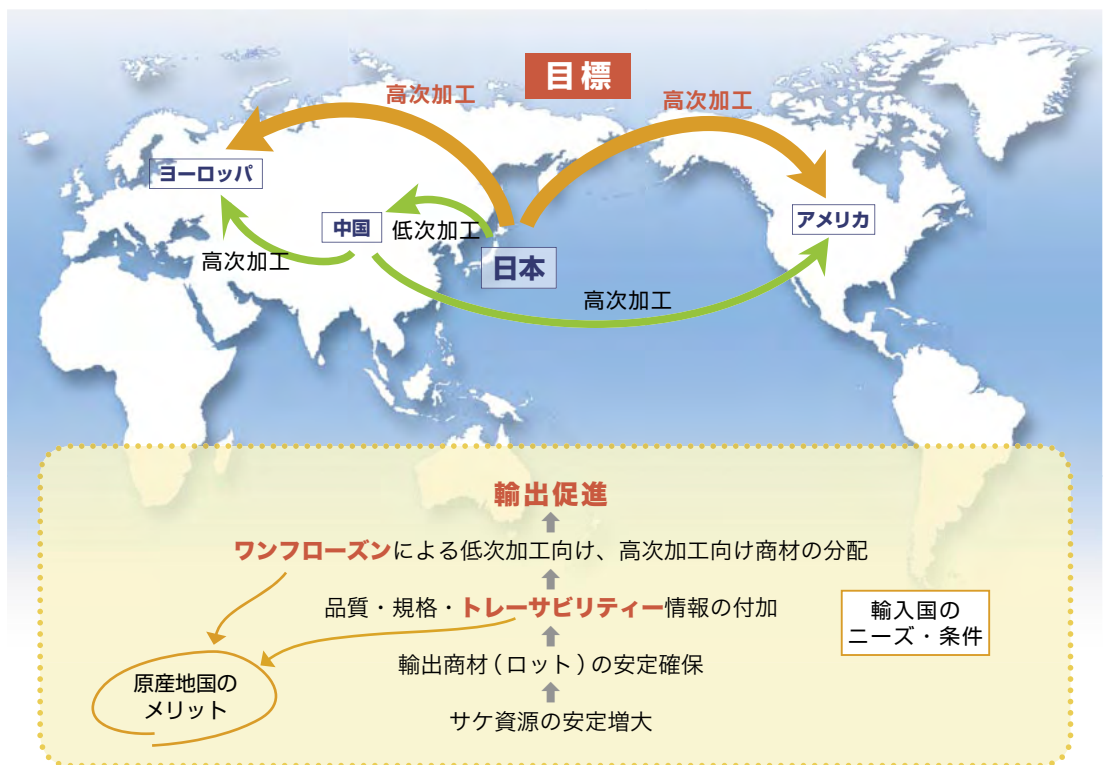 目標
高次加工
高次加工
ヨーロッパ
アメリカ
中国
低次加工
高次加工
日本
高次加工
輸出促進
ワンフローズンによる低次加工向け、高次加工向け商材の分配
品質・規格・トレーサビリティー情報の付加
輸入国の
ニーズ・条件
輸出商材(ロット)の安定確保
原産地国の
メリット
サケ資源の安定増大